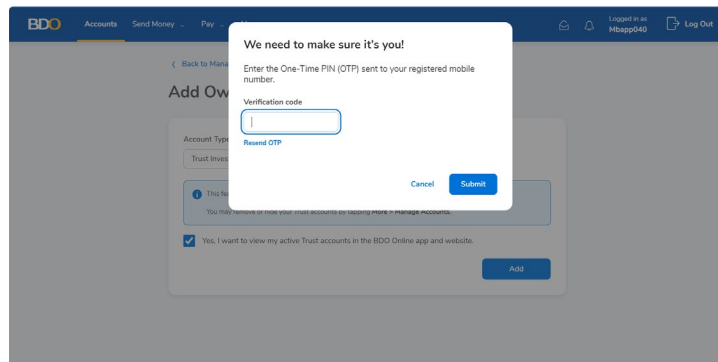 BDO
Accounts
Send Money
Pay
Logged in as
Mbapp040
Log Out
Back to Mana
Add Ow
We need to make sure it's you!
Enter the One-Time PIN (OTP) sent to your registered mobile
number.
Verification code
Resend OTP
Cancel
Submit
Account Type
Trust Inves
This fea
You may remove or hide your Trust accounts by tapping More > Manage Accounts.
Yes, I want to view my active Trust accounts in the BDO Online app and website.
Add